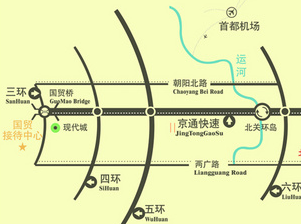 首都机场
运河
三环
SanHuan
国贸桥
GuoMao Bridge
朝阳北路
Chaoyang Bei Road
国贸
接待中心
现代城
京通快速
JingTongGaoSu
北关环岛
土
两广路
Liangguang Road
四环
SiHuan
五环
WuHuan
六环
LiuHuan